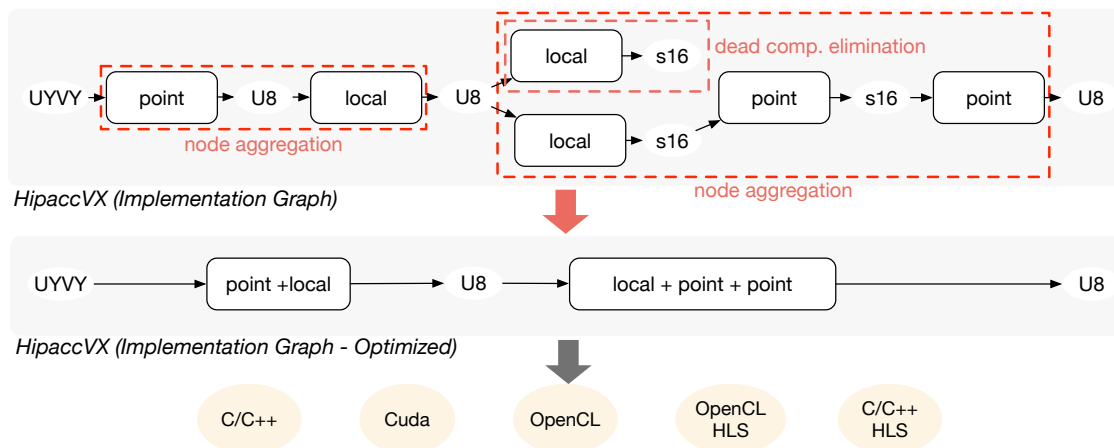 local
s16
dead comp. elimination
UYVY
point
U8
local
U8
point
s16
point
U8
local
s16
node aggregation
node aggregation
HipaccVX (Implementation Graph)
UYVY
point +local
U8
local + point + point
U8
HipaccVX (Implementation Graph - Optimized)
C/C++
Cuda
OpenCL
OpenCL
HLS
C/C++
HLS